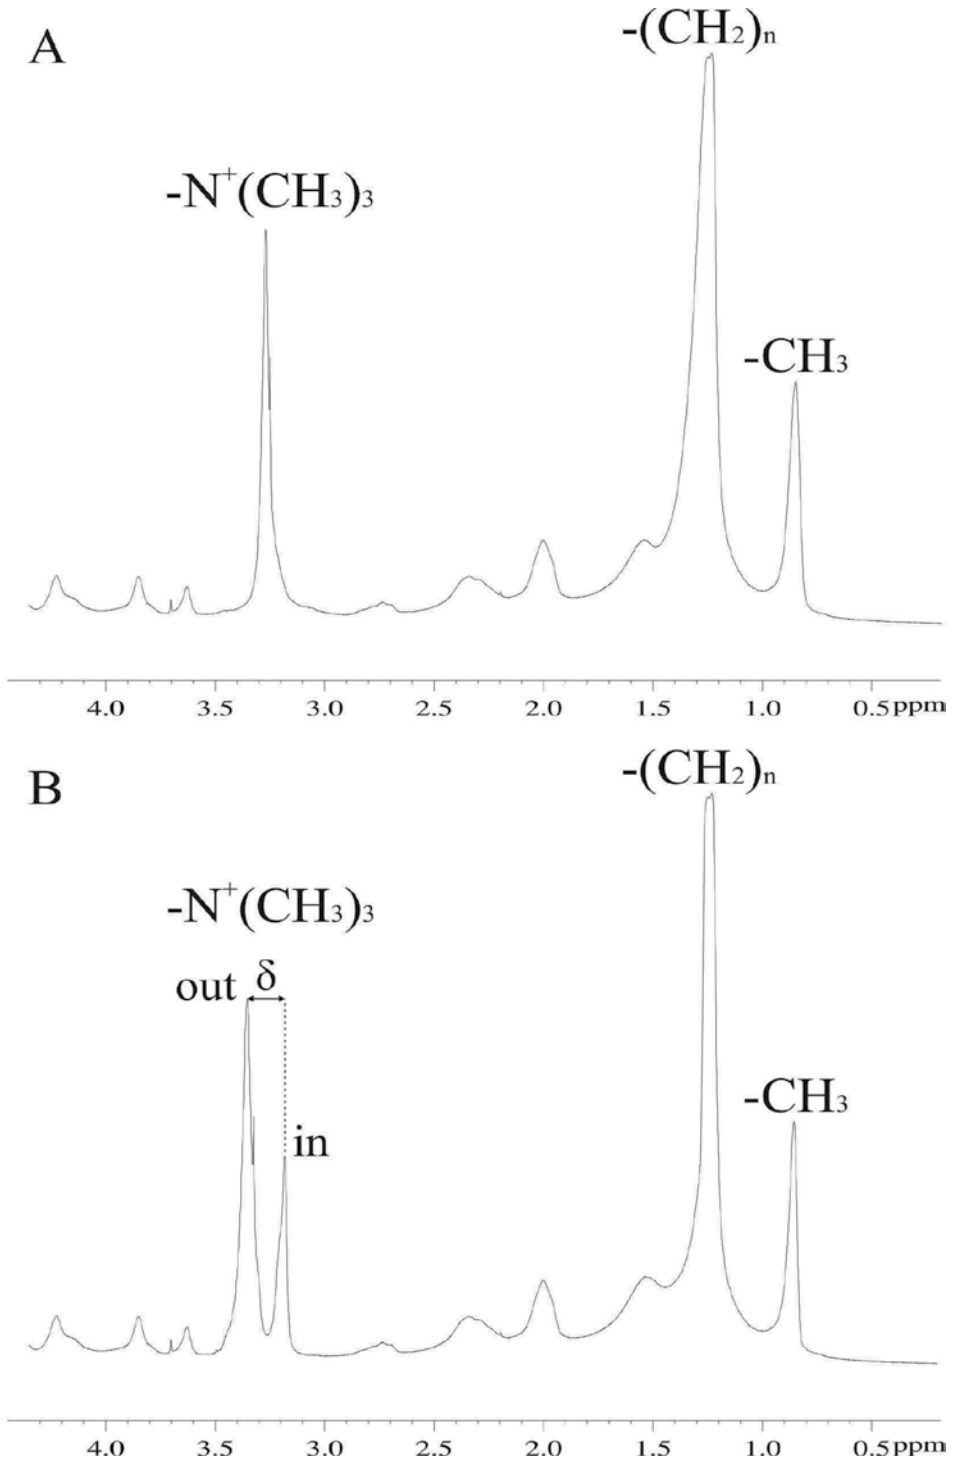 A
-(CH₂)ₙ
-N⁺(CH₃)₃
-CH₃
4.0 3.5 3.0 2.5 2.0 1.5 1.0 0.5ppm
B
-(CH₂)ₙ
-N⁺(CH₃)₃
out δ
-CH₃
in
4.0 3.5 3.0 2.5 2.0 1.5 1.0 0.5ppm